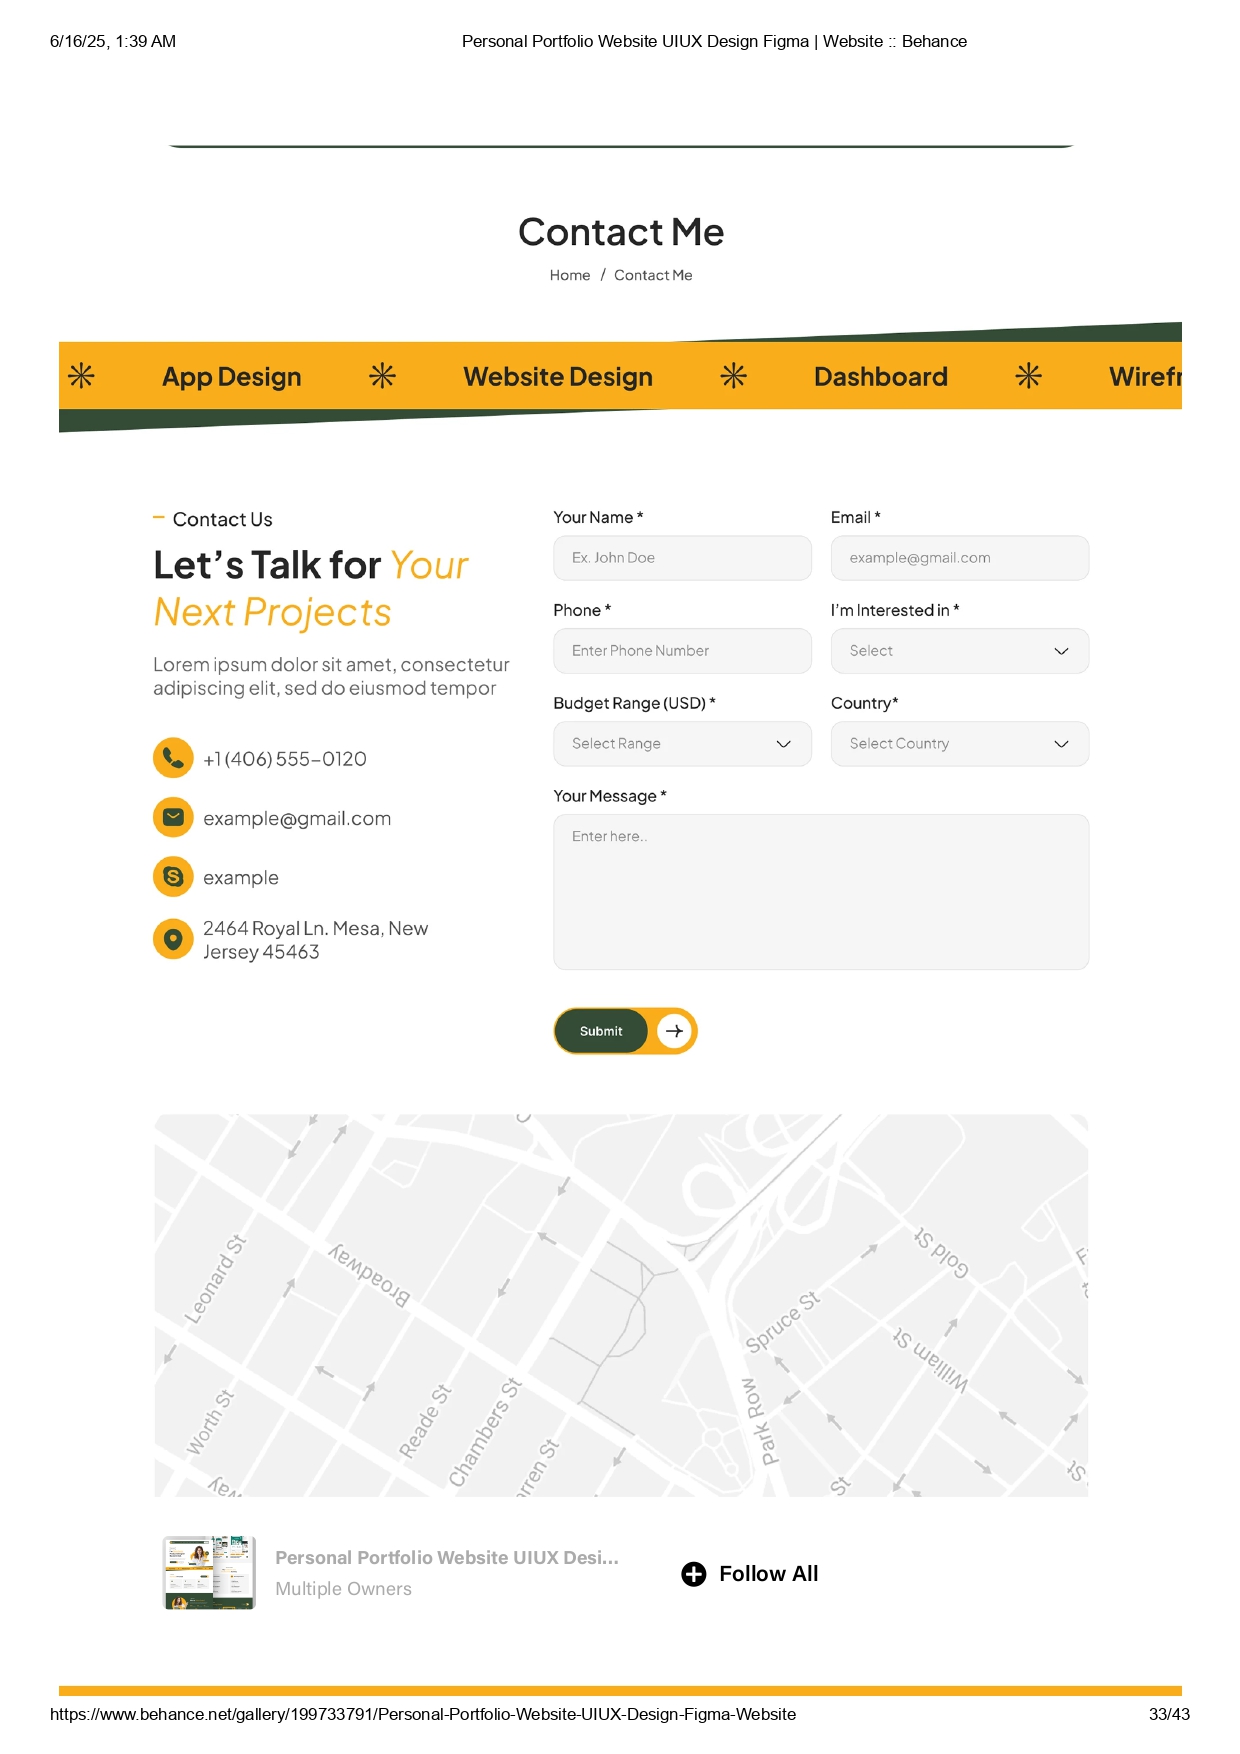 6/16/25, 1:39 AM
Personal Portfolio Website UIUX Design Figma | Website :: Behance
Contact Me
Home / Contact Me
App Design
Website Design
Dashboard
Wirefr
Contact Us
Let's Talk for Your
Next Projects
Lorem ipsum dolor sit amet, consectetur
adipiscing elit, sed do eiusmod tempor
+1 (406) 555-0120
example@gmail.com
example
2464 Royal Ln. Mesa, New
Jersey 45463
Your Name *
Ex. John Doe
Email *
example@gmail.com
Phone *
Enter Phone Number
I'm Interested in *
Select
Budget Range (USD) *
Select Range
Country*
Select Country
Your Message *
Enter here..
Submit
Leonard St
Broadway
Gold St
Spruce St
William St
Worth St
Reade St
Chambers St
rren St
Park Row
St
St
way
Personal Portfolio Website UIUX Desi...
Multiple Owners
Follow All
https://www.behance.net/gallery/199733791/Personal-Portfolio-Website-UIUX-Design-Figma-Website
33/43